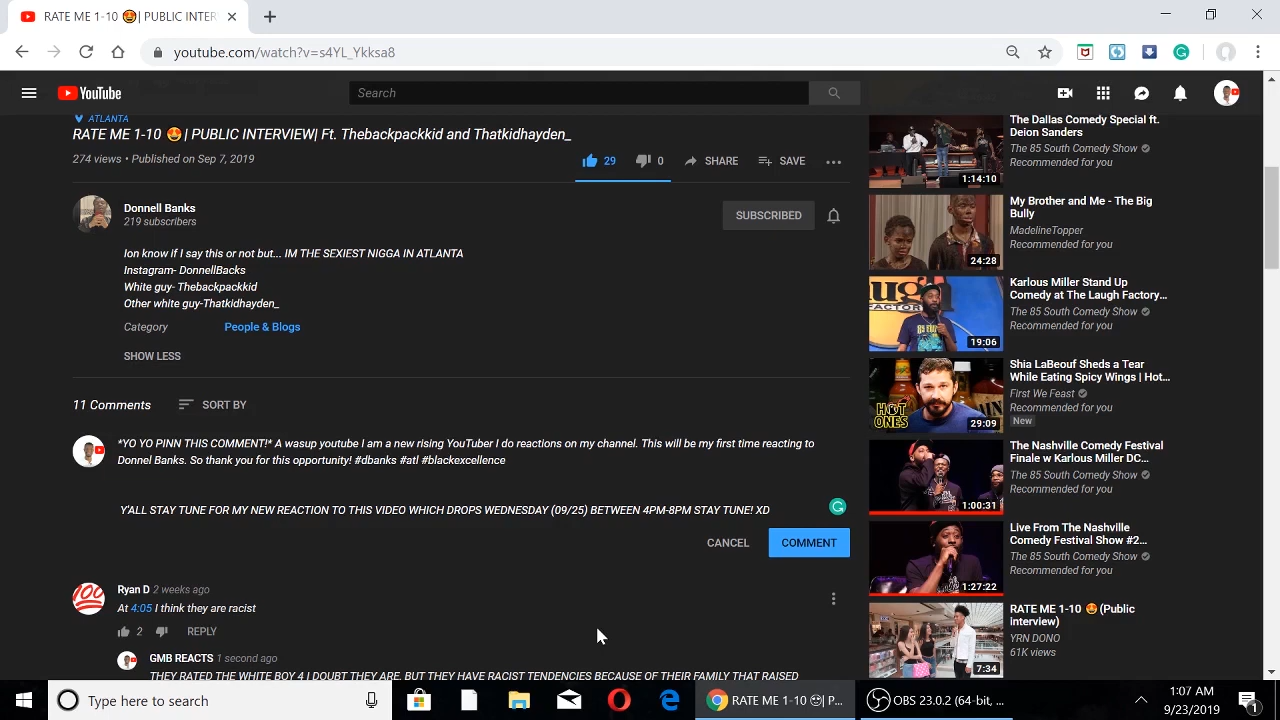 RATE ME 1-10 😍| PUBLIC INTER
youtube.com/watch?v=s4YL_Ykksa8
YouTube
Search
ATLANTA
RATE ME 1-10 😍| PUBLIC INTERVIEW| Ft. Thebackpackkid and Thatkidhayden_
274 views • Published on Sep 7, 2019
29
0
SHARE
SAVE
Donnell Banks
219 subscribers
SUBSCRIBED
Ion know if I say this or not but... IM THE SEXIEST NIGGA IN ATLANTA
Instagram- DonnellBacks
White guy- Thebackpackkid
Other white guy-Thatkidhayden_
Category
People & Blogs
SHOW LESS
11 Comments
SORT BY
*YO YO PINN THIS COMMENT!* A wasup youtube I am a new rising YouTuber I do reactions on my channel. This will be my first time reacting to
Donnel Banks. So thank you for this opportunity! #dbanks #atl #blackexcellence
Y'ALL STAY TUNE FOR MY NEW REACTION TO THIS VIDEO WHICH DROPS WEDNESDAY (09/25) BETWEEN 4PM-8PM STAY TUNE! XD
CANCEL
COMMENT
100
Ryan D 2 weeks ago
At 4:05 I think they are racist
2
REPLY
GMB REACTS 1 second ago
THEY RATED THE WHITE BOY 4 I DOUBT THEY ARE, BUT THEY HAVE RACIST TENDENCIES BECAUSE OF THEIR FAMILY THAT RAISED
The Dallas Comedy Special ft.
Deion Sanders
The 85 South Comedy Show
Recommended for you
1:14:10
My Brother and Me - The Big
Bully
MadelineTopper
Recommended for you
24:28
Karlous Miller Stand Up
Comedy at The Laugh Factory...
The 85 South Comedy Show
Recommended for you
19:06
Shia LaBeouf Sheds a Tear
While Eating Spicy Wings | Hot...
First We Feast
Recommended for you
New
HOT
ONES
29:09
The Nashville Comedy Festival
Finale w Karlous Miller DC...
The 85 South Comedy Show
Recommended for you
1:00:31
Live From The Nashville
Comedy Festival Show #2...
The 85 South Comedy Show
Recommended for you
1:27:22
RATE ME 1-10 😍(Public
Interview)
YRN DONO
61K views
7:34
Type here to search
RATE ME 1-10 😍| P...
OBS 23.0.2 (64-bit, ...
1:07 AM
9/23/2019
1